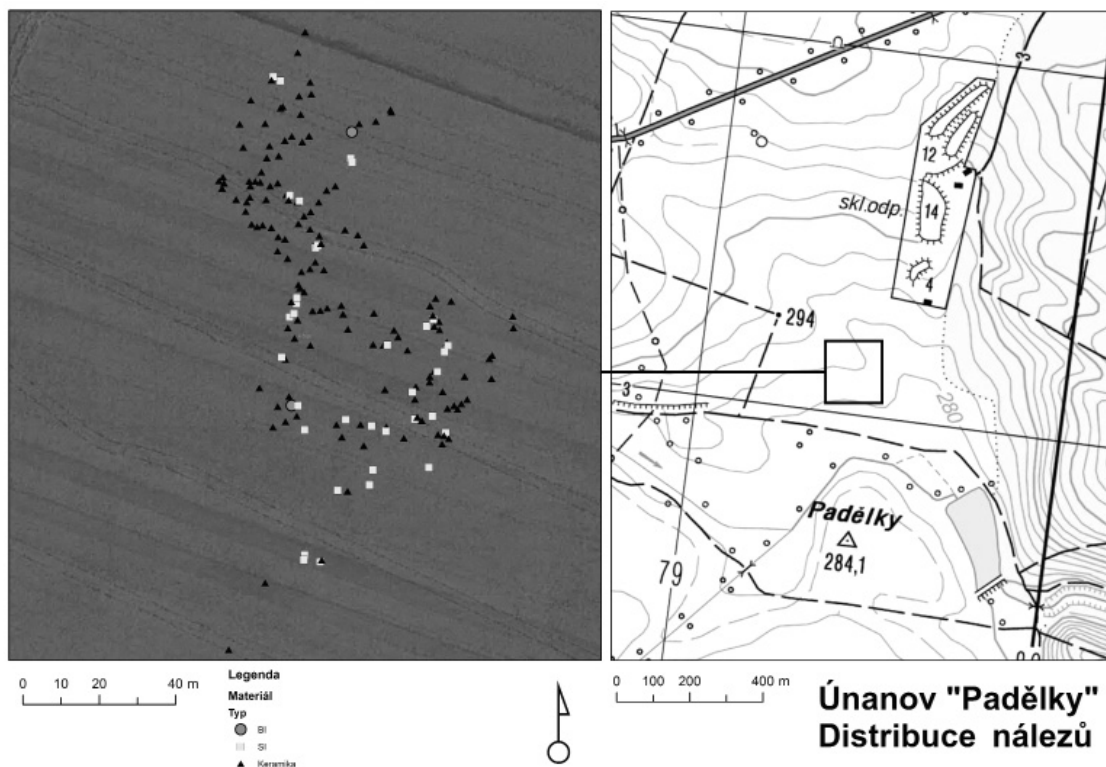 3
12
skl.odp.
14
4
294
3
280
Padělky
284,1
79
0 10 20 40 m
0 100 200 400 m
Legenda
Materiál
Typ
BI
SI
Keramika
Únanov "Padělky"
Distribuce nálezů